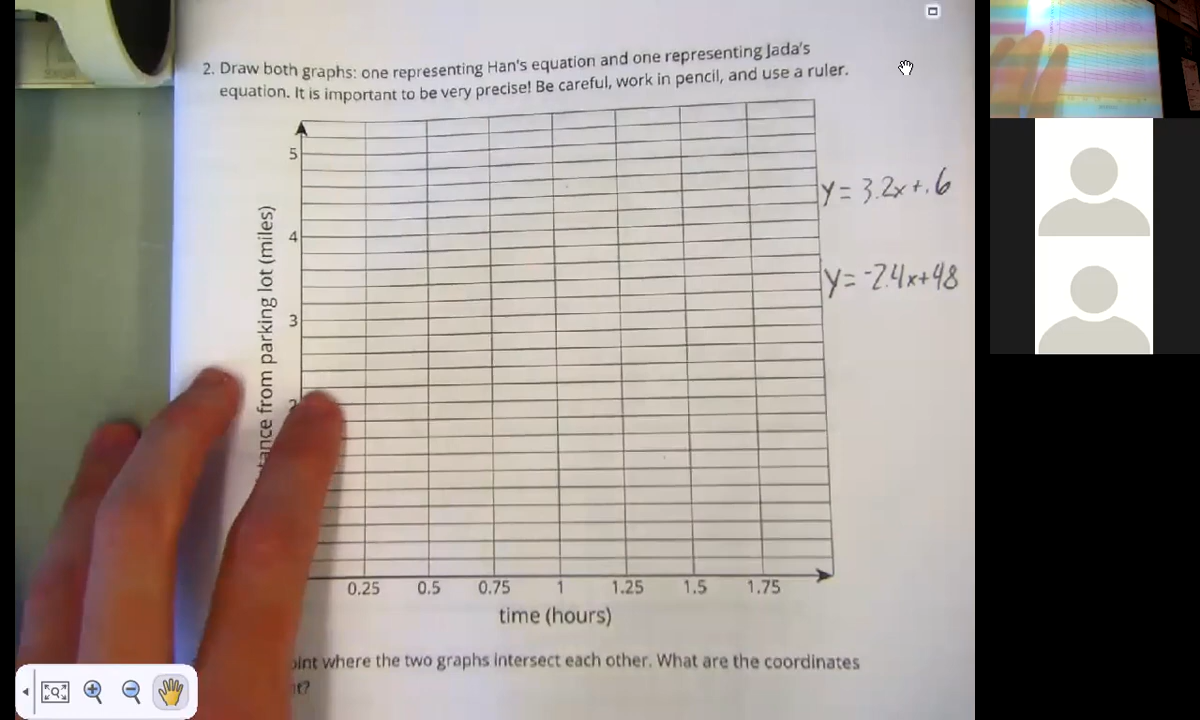 2. Draw both graphs: one representing Han's equation and one representing Jada's
equation. It is important to be very precise! Be careful, work in pencil, and use a ruler.
5
4
3
tance from parking lot (miles)
y = 3.2x + .6
y = -2.4x+48
0.25 0.5 0.75 1 1.25 1.5 1.75
time (hours)
oint where the two graphs intersect each other. What are the coordinates
t?